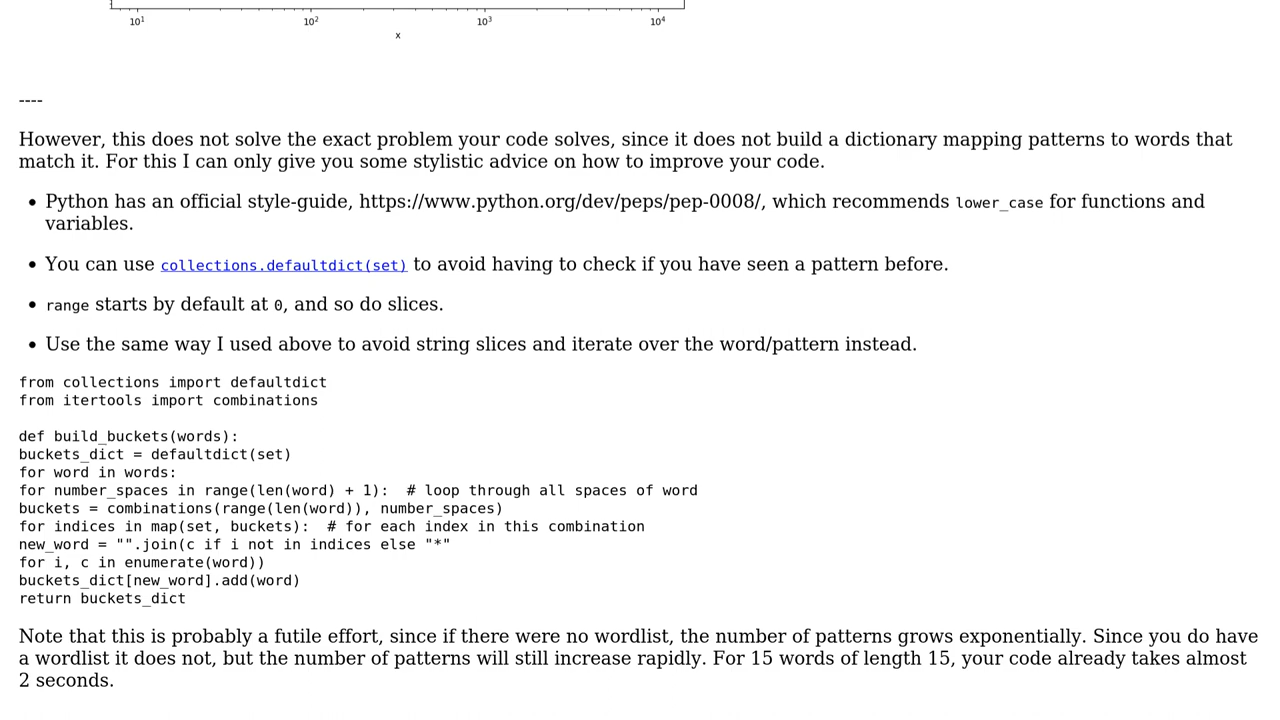 10¹ 10² 10³ 10⁴
x
----
However, this does not solve the exact problem your code solves, since it does not build a dictionary mapping patterns to words that
match it. For this I can only give you some stylistic advice on how to improve your code.
• Python has an official style-guide, https://www.python.org/dev/peps/pep-0008/, which recommends lower_case for functions and
variables.
• You can use collections.defaultdict(set) to avoid having to check if you have seen a pattern before.
• range starts by default at 0, and so do slices.
• Use the same way I used above to avoid string slices and iterate over the word/pattern instead.
from collections import defaultdict
from itertools import combinations
def build_buckets(words):
buckets_dict = defaultdict(set)
for word in words:
for number_spaces in range(len(word) + 1):  # loop through all spaces of word
buckets = combinations(range(len(word)), number_spaces)
for indices in map(set, buckets):  # for each index in this combination
new_word = "".join(c if i not in indices else "*"
for i, c in enumerate(word))
buckets_dict[new_word].add(word)
return buckets_dict
Note that this is probably a futile effort, since if there were no wordlist, the number of patterns grows exponentially. Since you do have
a wordlist it does not, but the number of patterns will still increase rapidly. For 15 words of length 15, your code already takes almost
2 seconds.